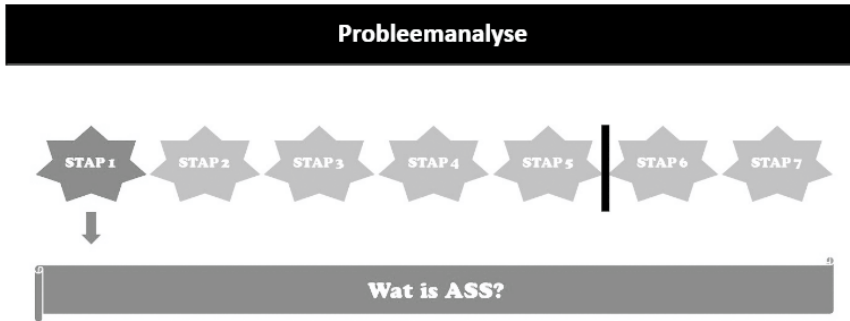 Probleemanalyse
STAP 1 STAP 2 STAP 3 STAP 4 STAP 5 STAP 6 STAP 7
Wat is ASS?